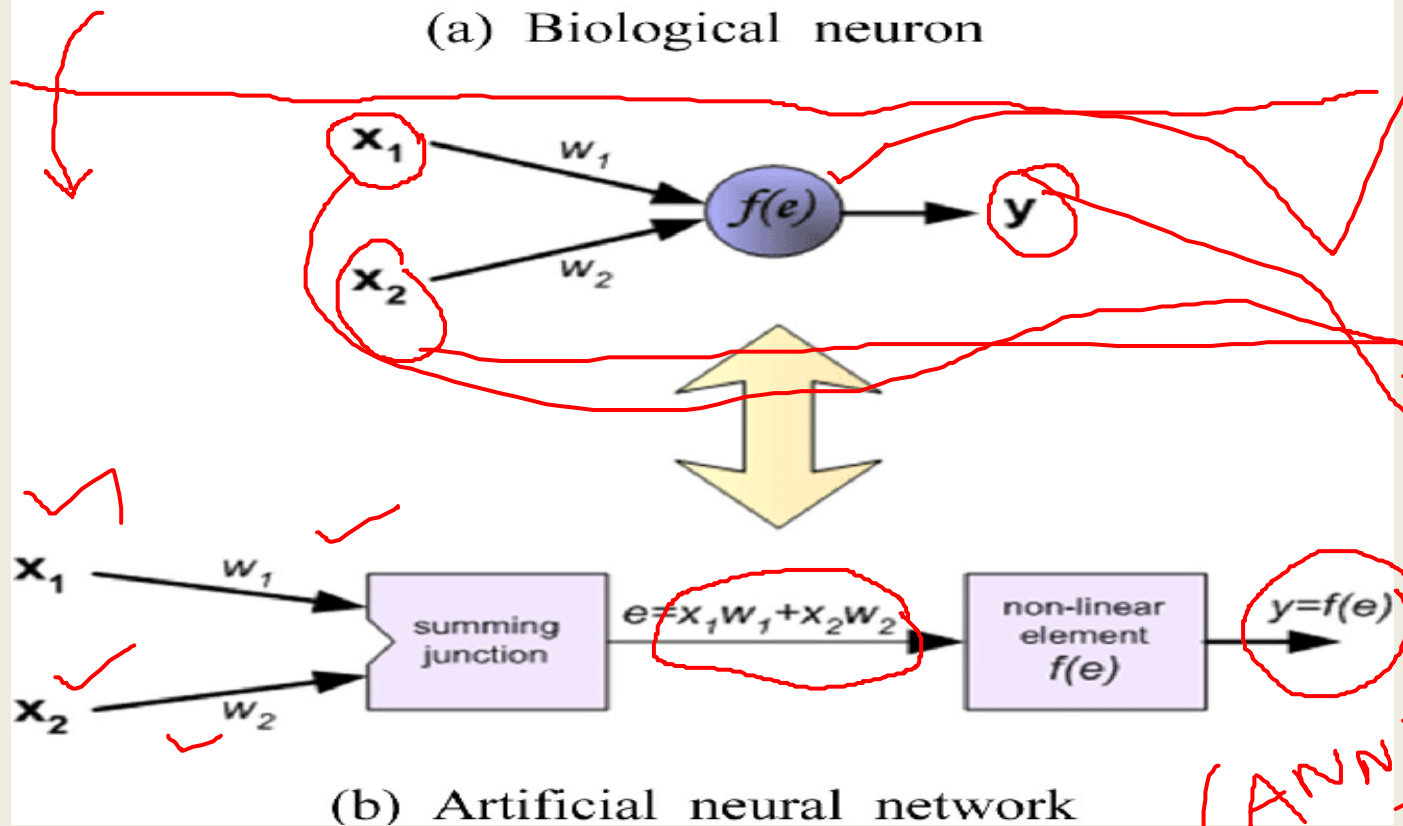 (a) Biological neuron
x₁
w₁
f(e)
y
x₂
w₂
x₁
w₁
summing
junction
e=x₁w₁+x₂w₂
non-linear
element
f(e)
y=f(e)
x₂
w₂
(ANN
(b) Artificial neural network